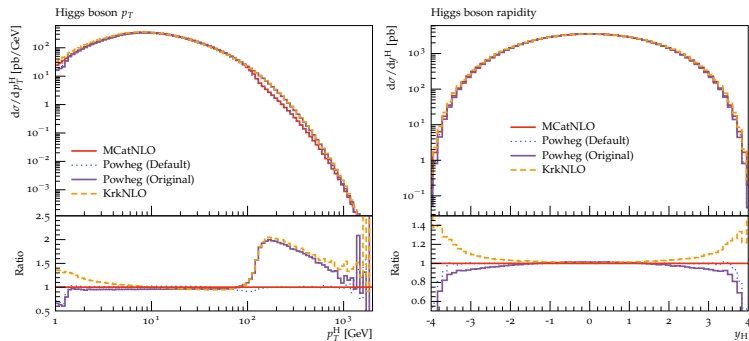 Higgs boson p_T
dσ/dp_T^H [pb/GeV]
10^2
10^1
1
10^−1
10^−2
10^−3
MCatNLO
Powheg (Default)
Powheg (Original)
KrkNLO
Ratio
2.5
2
1.5
1
0.5
1 10^1 10^2 10^3
p_T^H [GeV]
Higgs boson rapidity
dσ/dy^H [pb]
10^3
10^2
10^1
1
10^−1
MCatNLO
Powheg (Default)
Powheg (Original)
KrkNLO
Ratio
1.4
1.2
1.0
0.8
0.6
-4 -3 -2 -1 0 1 2 3 4
y_H